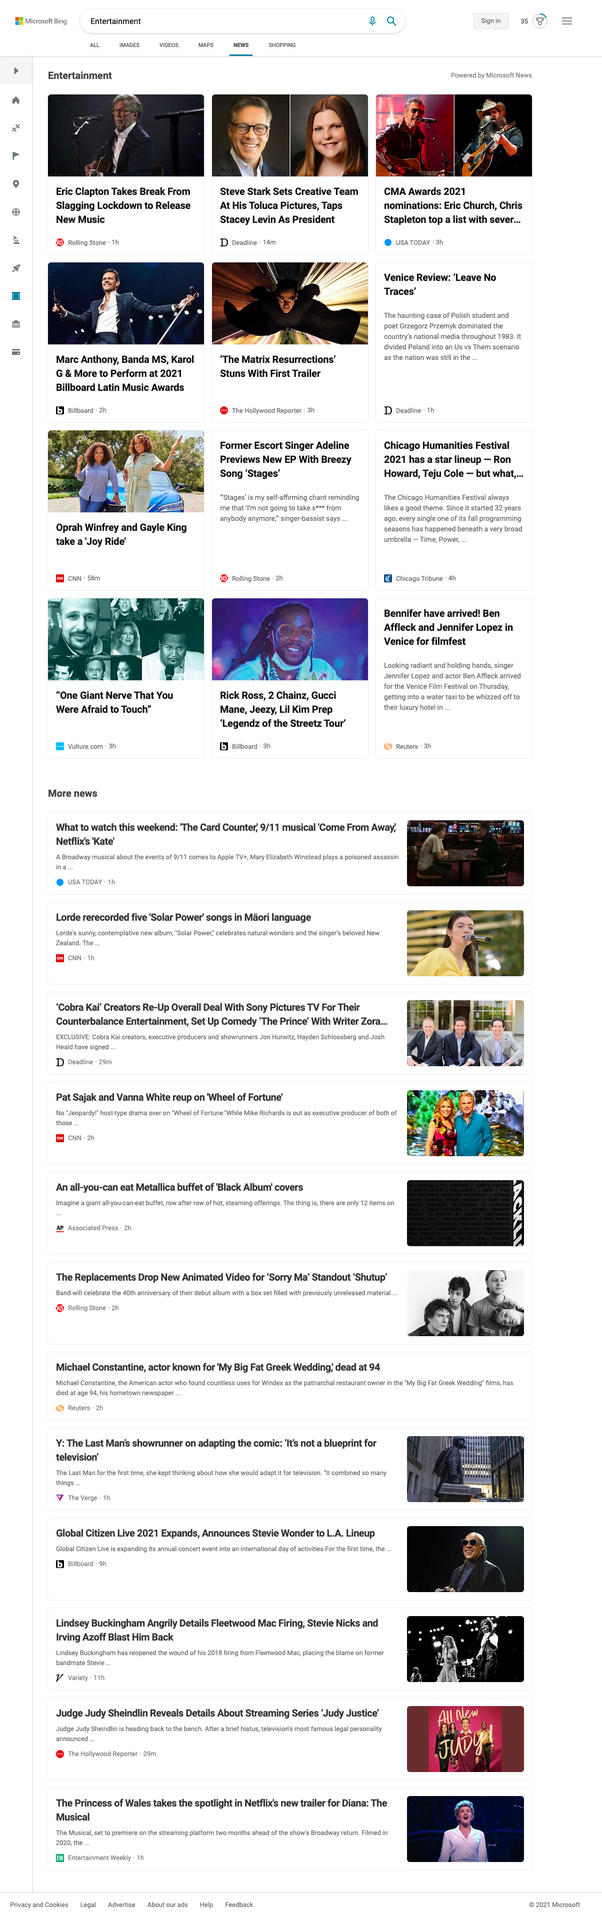 Microsoft Bing
Entertainment
Sign in
35
ALL
IMAGES
VIDEOS
MAPS
NEWS
SHOPPING
Entertainment
Powered by Microsoft News
Eric Clapton Takes Break From
Slagging Lockdown to Release
New Music
Rolling Stone · 1h
Steve Stark Sets Creative Team
At His Toluca Pictures, Taps
Stacey Levin As President
Deadline · 14m
CMA Awards 2021
nominations: Eric Church, Chris
Stapleton top a list with sever...
USA TODAY · 3h
Marc Anthony, Banda MS, Karol
G & More to Perform at 2021
Billboard Latin Music Awards
Billboard · 2h
‘The Matrix Resurrections’
Stuns With First Trailer
The Hollywood Reporter · 3h
Venice Review: ‘Leave No
Traces’
The haunting case of Polish student and
poet Grzegorz Przemyk dominated the
country's national media throughout 1983. It
divided Poland into an Us vs Them scenario
as the nation was still in the ...
Deadline · 1h
Oprah Winfrey and Gayle King
take a 'Joy Ride'
CNN · 58m
Former Escort Singer Adeline
Previews New EP With Breezy
Song ‘Stages’
"'Stages' is my self-affirming chant reminding
me that 'I'm not going to take s*** from
anybody anymore,'" singer-bassist says ...
Rolling Stone · 2h
Chicago Humanities Festival
2021 has a star lineup — Ron
Howard, Teju Cole — but what,...
The Chicago Humanities Festival always
likes a good theme. Since it started 32 years
ago, every single one of its fall programming
seasons has happened beneath a very broad
umbrella — Time, Power, ...
Chicago Tribune · 4h
“One Giant Nerve That You
Were Afraid to Touch”
Vulture.com · 3h
Rick Ross, 2 Chainz, Gucci
Mane, Jeezy, Lil Kim Prep
‘Legendz of the Streetz Tour’
Billboard · 3h
Bennifer have arrived! Ben
Affleck and Jennifer Lopez in
Venice for filmfest
Looking radiant and holding hands, singer
Jennifer Lopez and actor Ben Affleck arrived
for the Venice Film Festival on Thursday,
getting into a water taxi to be whizzed off to
their luxury hotel in ...
Reuters · 3h
More news
What to watch this weekend: 'The Card Counter,' 9/11 musical 'Come From Away,'
Netflix's 'Kate'
A Broadway musical about the events of 9/11 comes to Apple TV+, Mary Elizabeth Winstead plays a poisoned assassin
in a ...
USA TODAY · 1h
Lorde rerecorded five 'Solar Power' songs in Māori language
Lorde's sunny, contemplative new album, "Solar Power," celebrates natural wonders and the singer's beloved New
Zealand. The ...
CNN · 1h
‘Cobra Kai’ Creators Re-Up Overall Deal With Sony Pictures TV For Their
Counterbalance Entertainment, Set Up Comedy ‘The Prince’ With Writer Zora...
EXCLUSIVE: Cobra Kai creators, executive producers and showrunners Jon Hurwitz, Hayden Schlossberg and Josh
Heald have signed ...
Deadline · 29m
Pat Sajak and Vanna White reup on 'Wheel of Fortune'
No "Jeopardy!" host-type drama over on "Wheel of Fortune."While Mike Richards is out as executive producer of both of
those ...
CNN · 2h
An all-you-can eat Metallica buffet of 'Black Album' covers
Imagine a giant all-you-can-eat buffet, row after row of hot, steaming offerings. The thing is, there are only 12 items on
...
AP Associated Press · 2h
The Replacements Drop New Animated Video for ‘Sorry Ma’ Standout ‘Shutup’
Band will celebrate the 40th anniversary of their debut album with a box set filled with previously unreleased material ...
Rolling Stone · 2h
Michael Constantine, actor known for 'My Big Fat Greek Wedding,' dead at 94
Michael Constantine, the American actor who found countless uses for Windex as the patriarchal restaurant owner in the "My Big Fat Greek Wedding" films, has
died at age 94, his hometown newspaper ...
Reuters · 2h
Y: The Last Man’s showrunner on adapting the comic: ‘It’s not a blueprint for
television’
The Last Man for the first time, she kept thinking about how she would adapt it for television. "It combined so many
things ...
The Verge · 1h
Global Citizen Live 2021 Expands, Announces Stevie Wonder to L.A. Lineup
Global Citizen Live is expanding its annual concert event into an international day of activities.For the first time, the ...
Billboard · 9h
Lindsey Buckingham Angrily Details Fleetwood Mac Firing, Stevie Nicks and
Irving Azoff Blast Him Back
Lindsey Buckingham has reopened the wound of his 2018 firing from Fleetwood Mac, placing the blame on former
bandmate Stevie ...
Variety · 11h
Judge Judy Sheindlin Reveals Details About Streaming Series ‘Judy Justice’
Judge Judy Sheindlin is heading back to the bench. After a brief hiatus, television's most famous legal personality
announced ...
The Hollywood Reporter · 29m
All New
JUDY
The Princess of Wales takes the spotlight in Netflix's new trailer for Diana: The
Musical
The Musical, set to premiere on the streaming platform two months ahead of the show's Broadway return. Filmed in
2020, the ...
Entertainment Weekly · 1h
Privacy and Cookies
Legal
Advertise
About our ads
Help
Feedback
© 2021 Microsoft